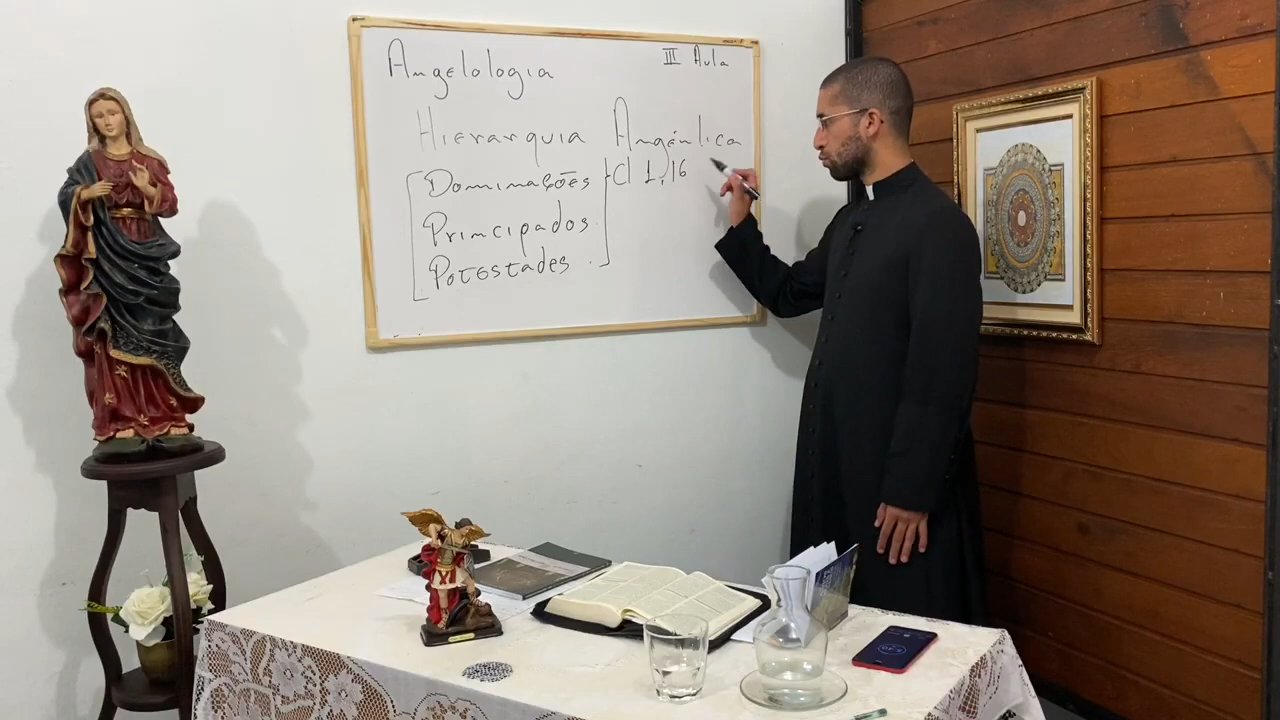 Angelologia
III Aula
Hierarquia Angélica
Dominações
Cl 1,16
Principados
Potestades